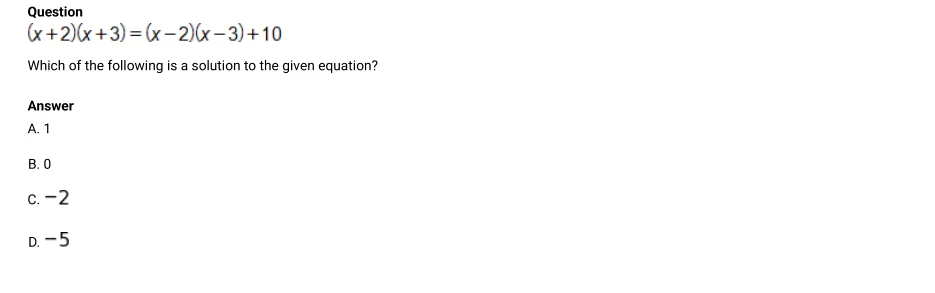 Question
(x+2)(x+3)=(x−2)(x−3)+10
Which of the following is a solution to the given equation?
Answer
A. 1
B. 0
C. −2
D. −5